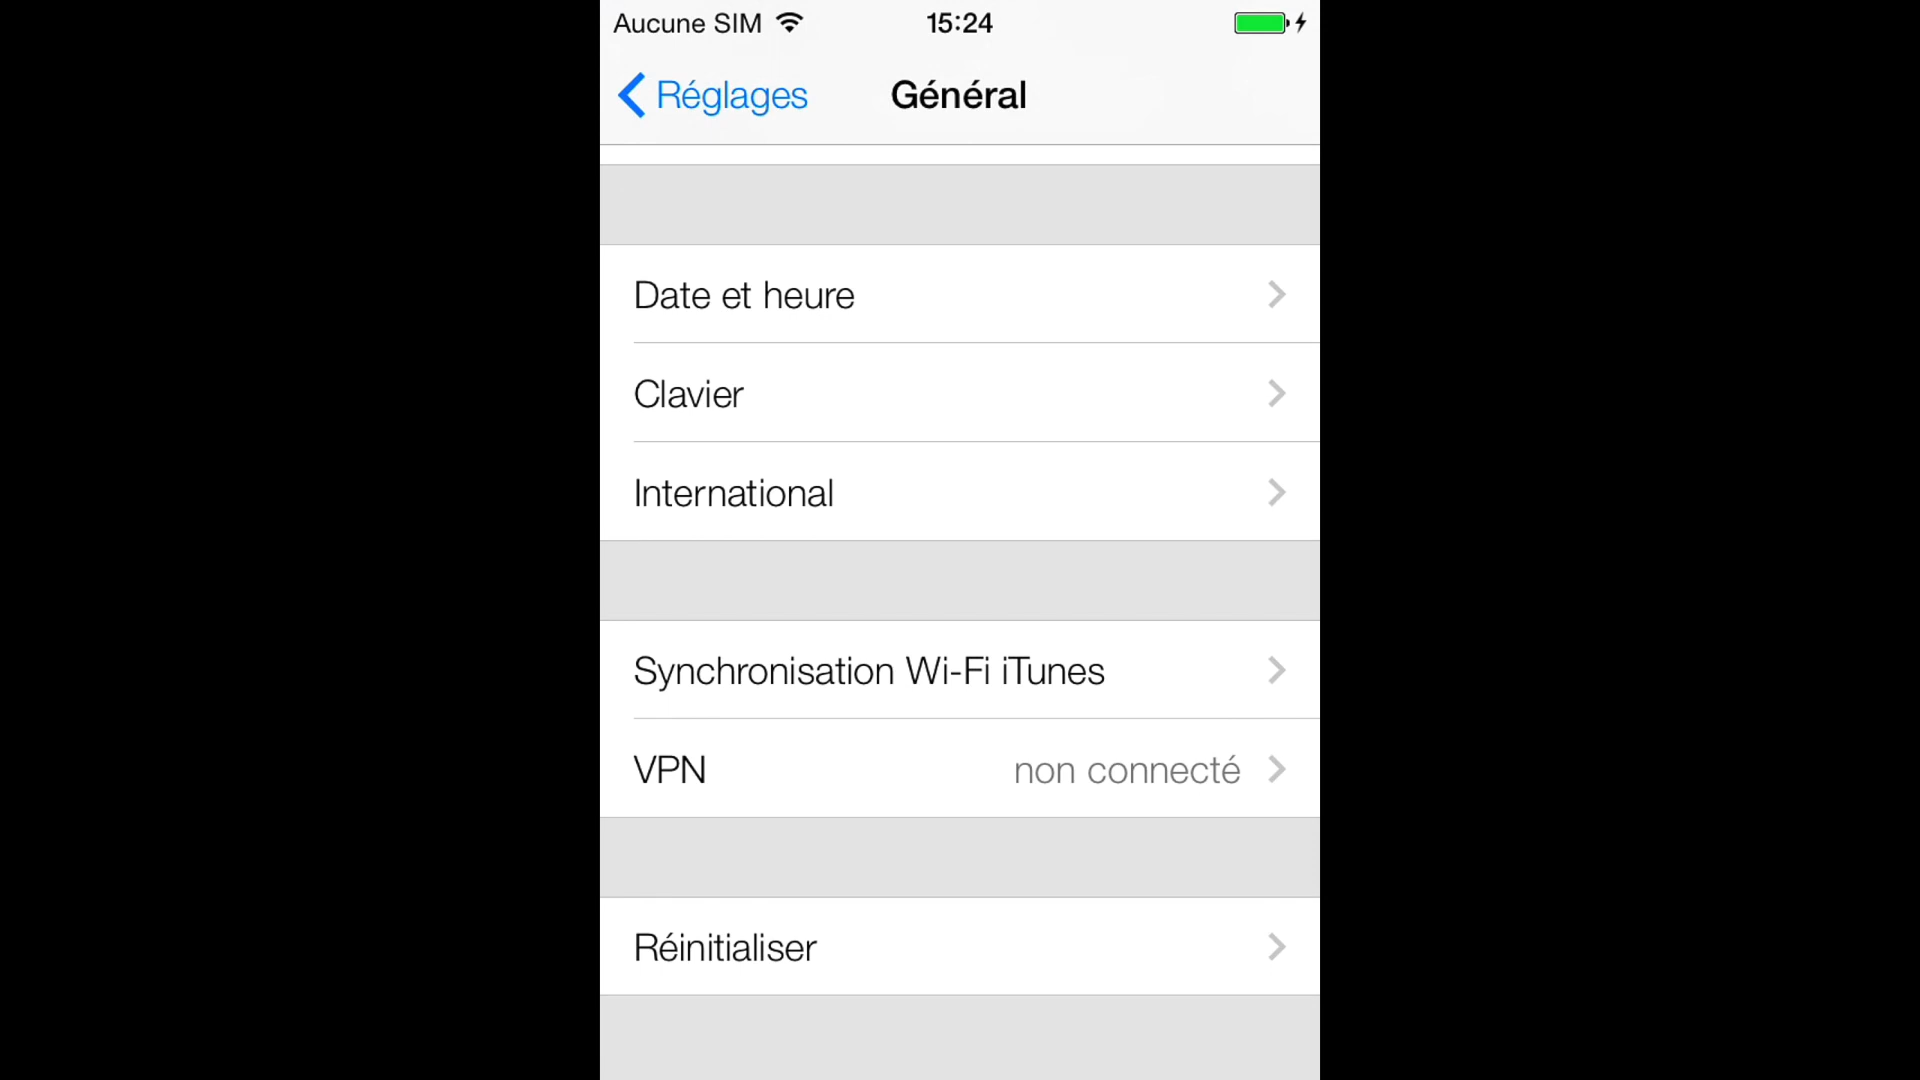 Aucune SIM 15:24
Réglages Général
Date et heure
Clavier
International
Synchronisation Wi-Fi iTunes
VPN non connecté
Réinitialiser